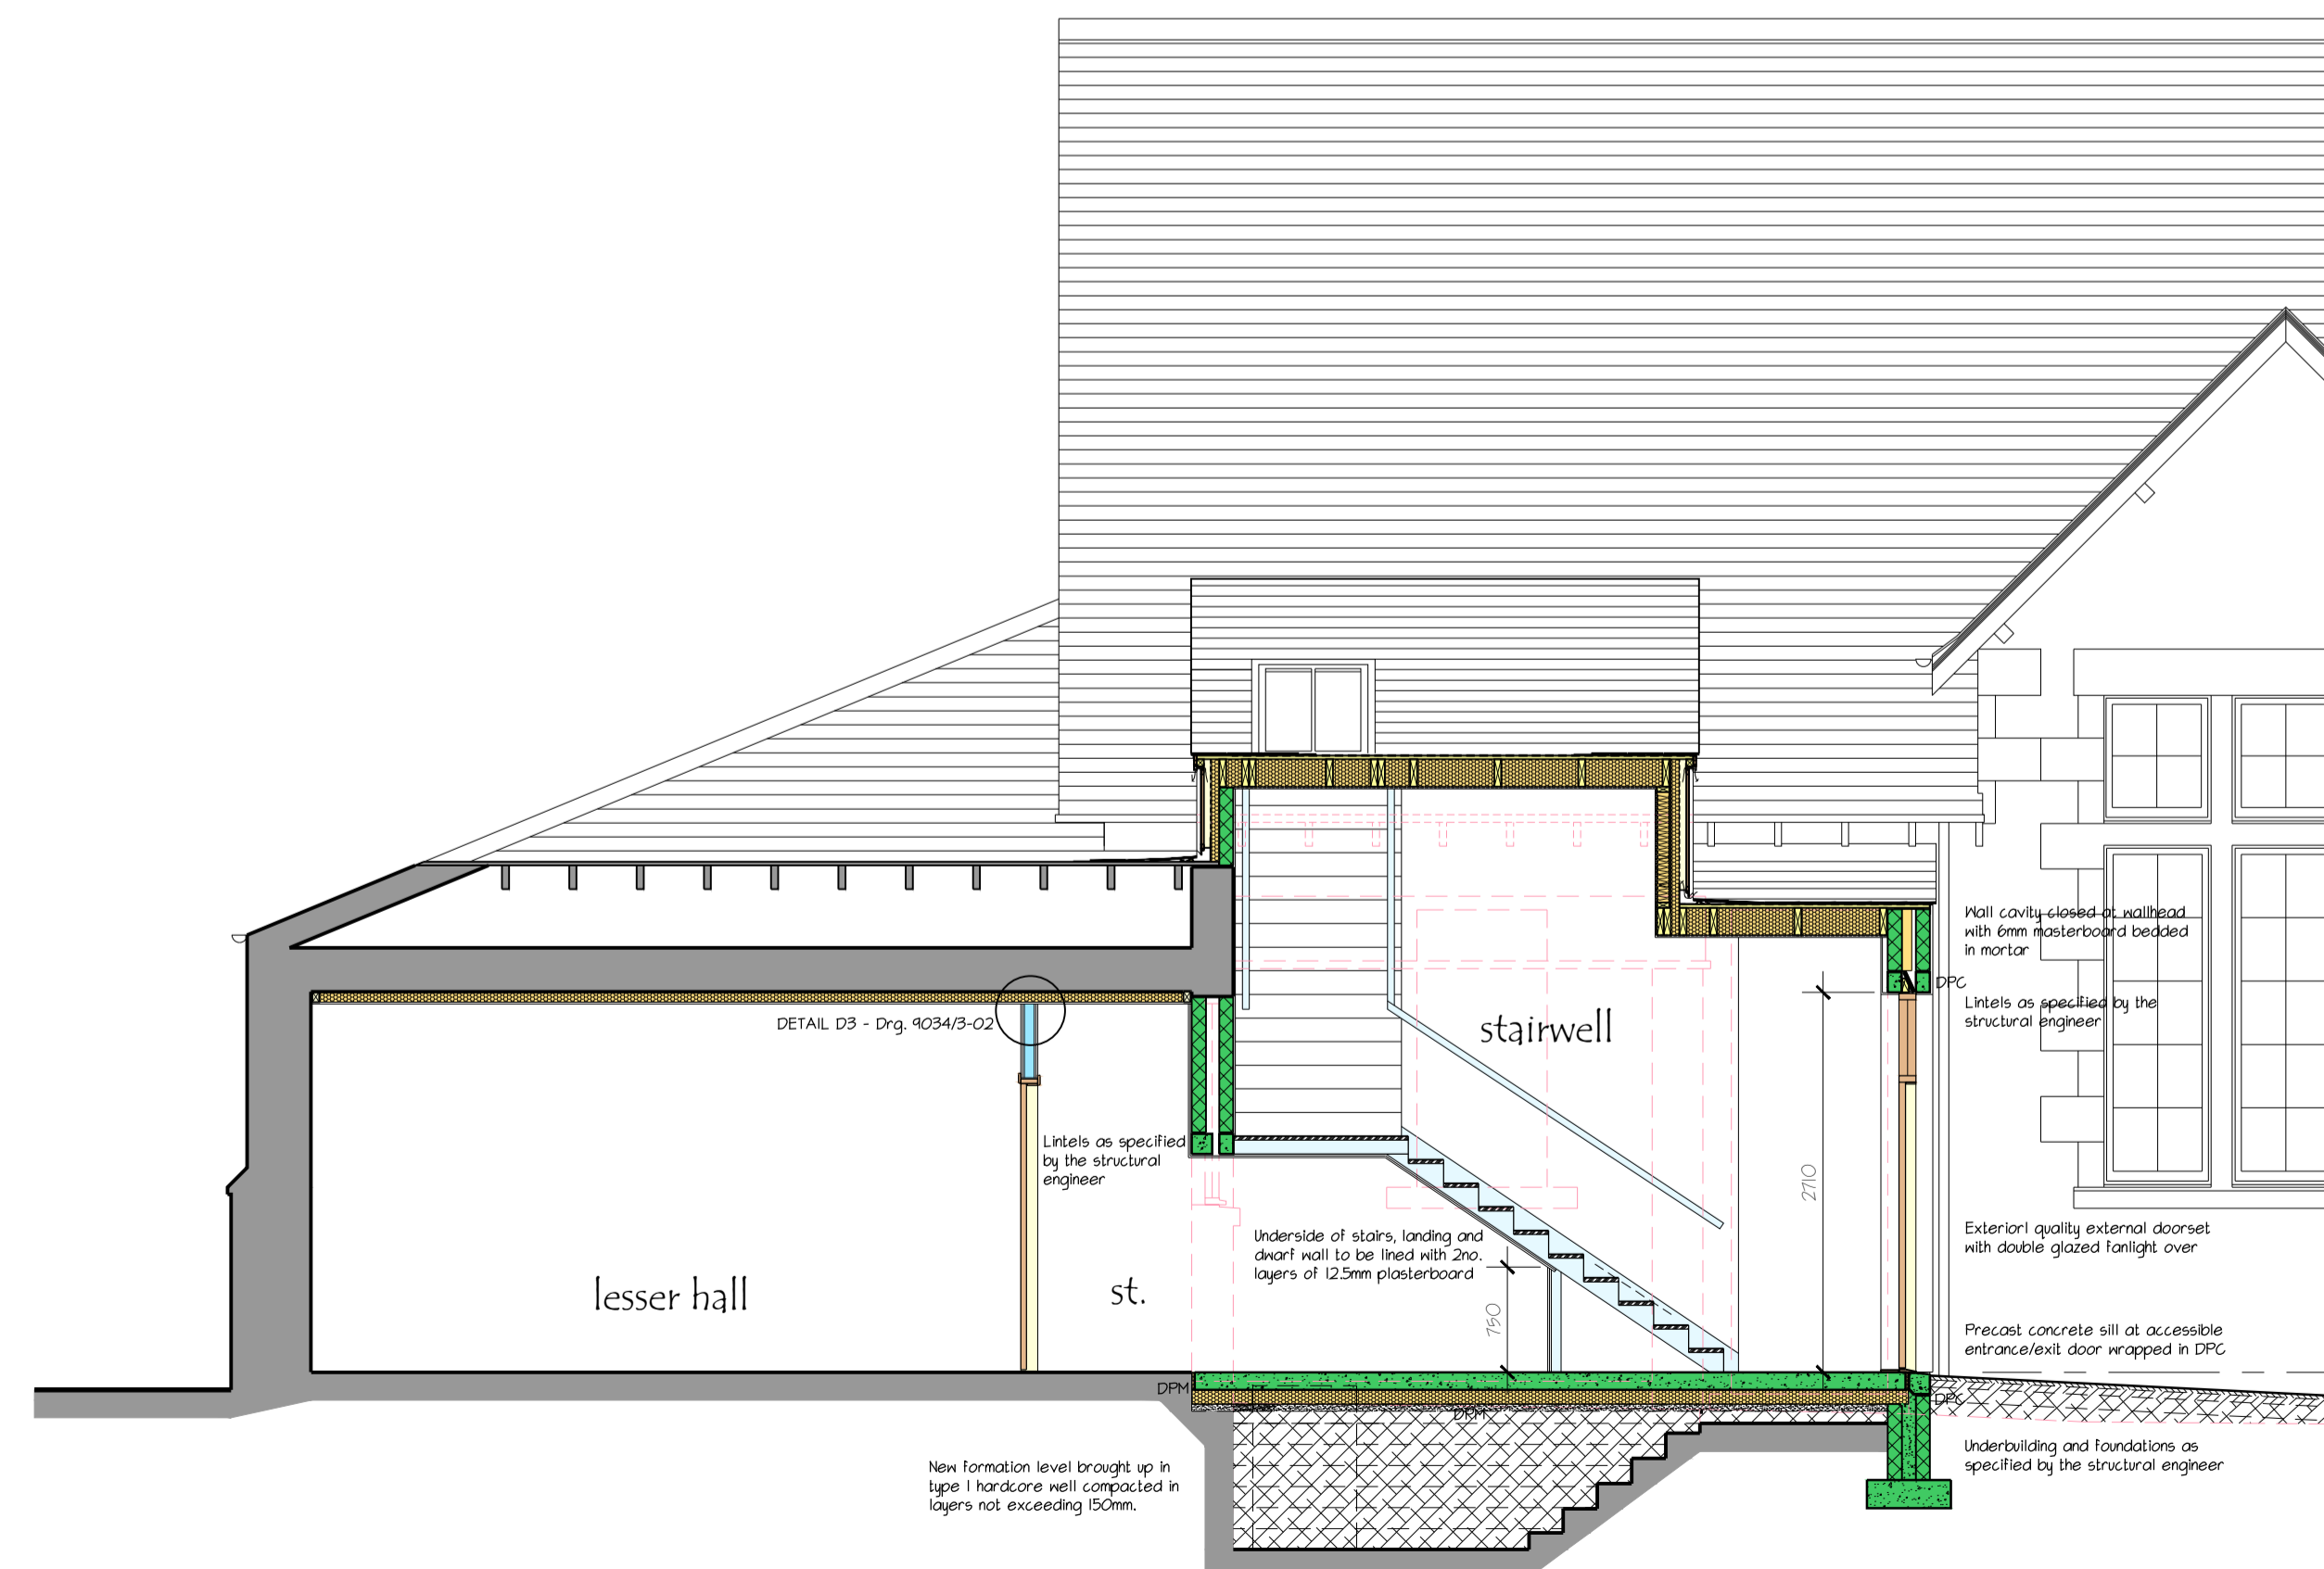 Wall cavity closed at wallhead
with 6mm masterboard bedded
in mortar
DPC
Lintels as specified by the
structural engineer
DETAIL D3 - Drg. 9034/3-02
stairwell
Lintels as specified
by the structural
engineer
2710
Underside of stairs, landing and
dwarf wall to be lined with 2no.
layers of 12.5mm plasterboard
Exteriorl quality external doorset
with double glazed fanlight over
lesser hall
st.
750
Precast concrete sill at accessible
entrance/exit door wrapped in DPC
DPM
DPC
DPM
New formation level brought up in
type 1 hardcore well compacted in
layers not exceeding 150mm.
Underbuilding and foundations as
specified by the structural engineer